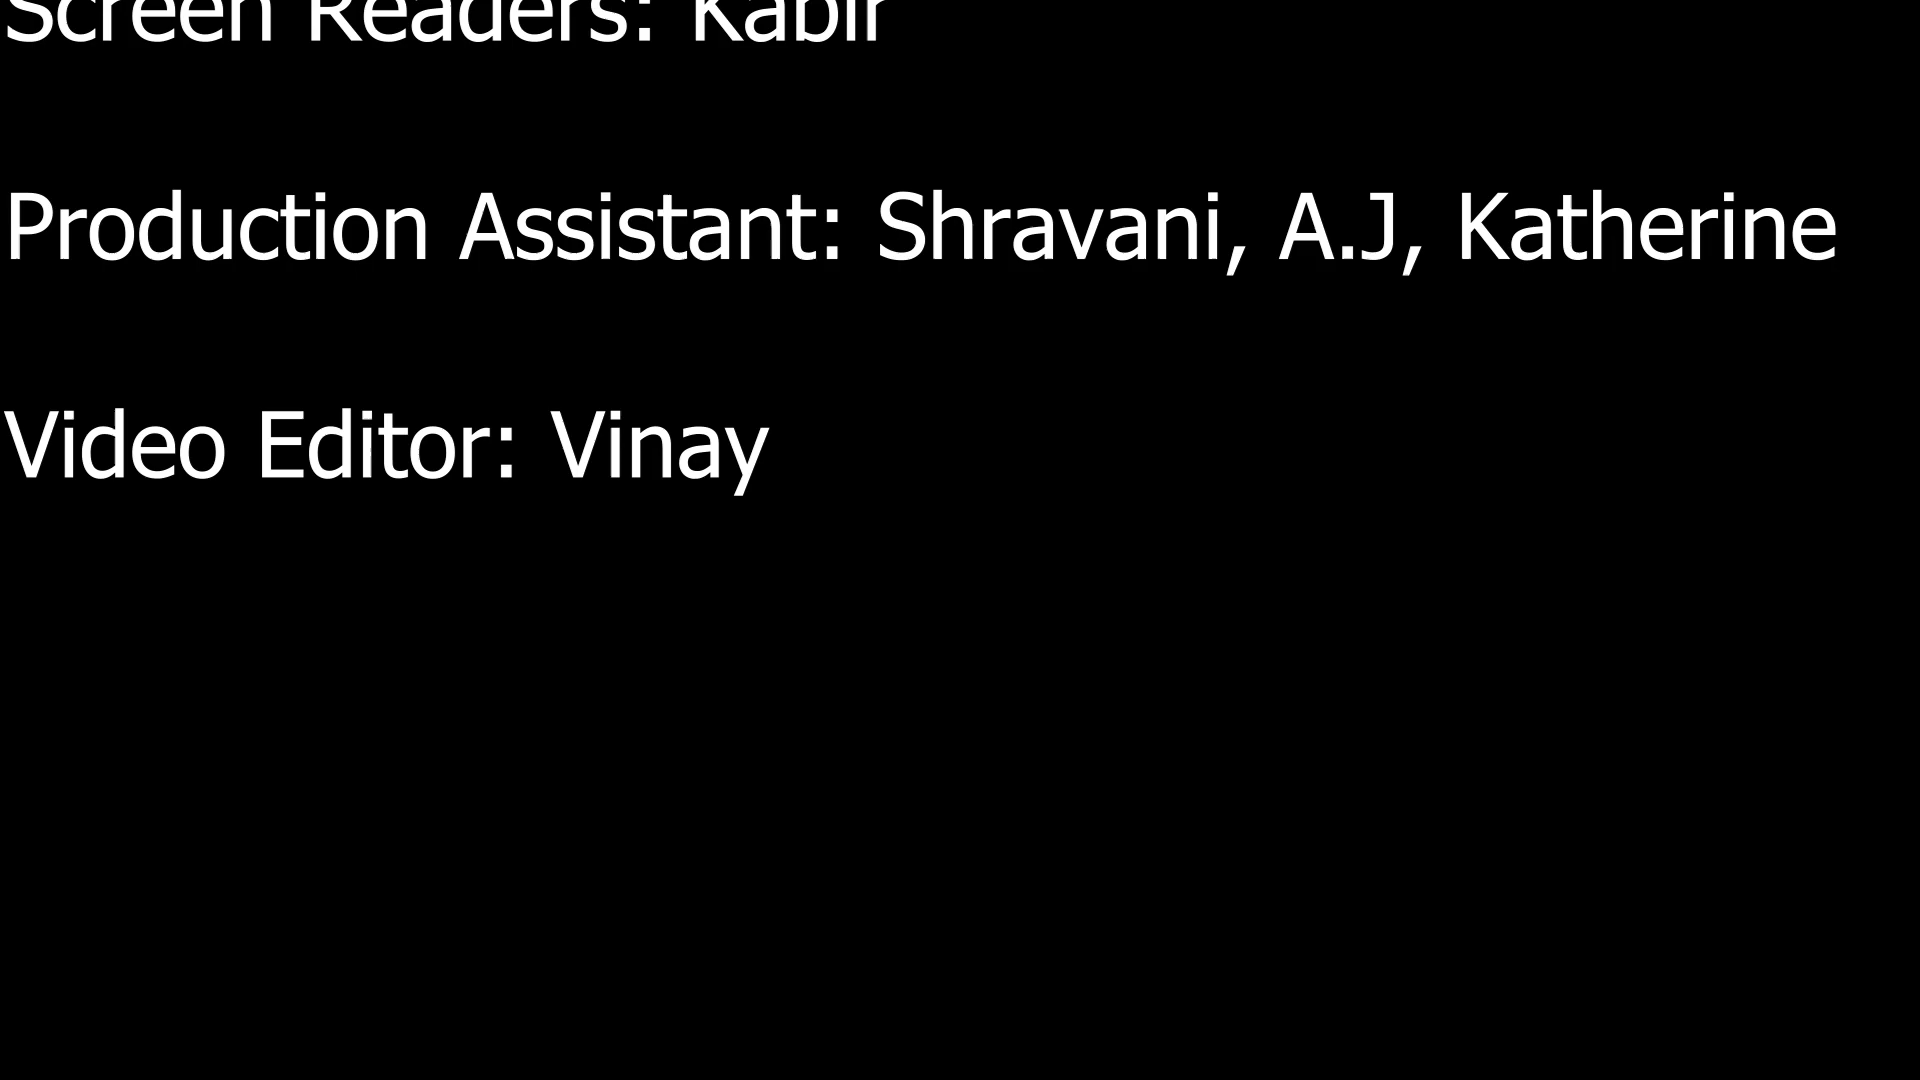 Screen Readers: Kabir
Production Assistant: Shravani, A.J, Katherine
Video Editor: Vinay